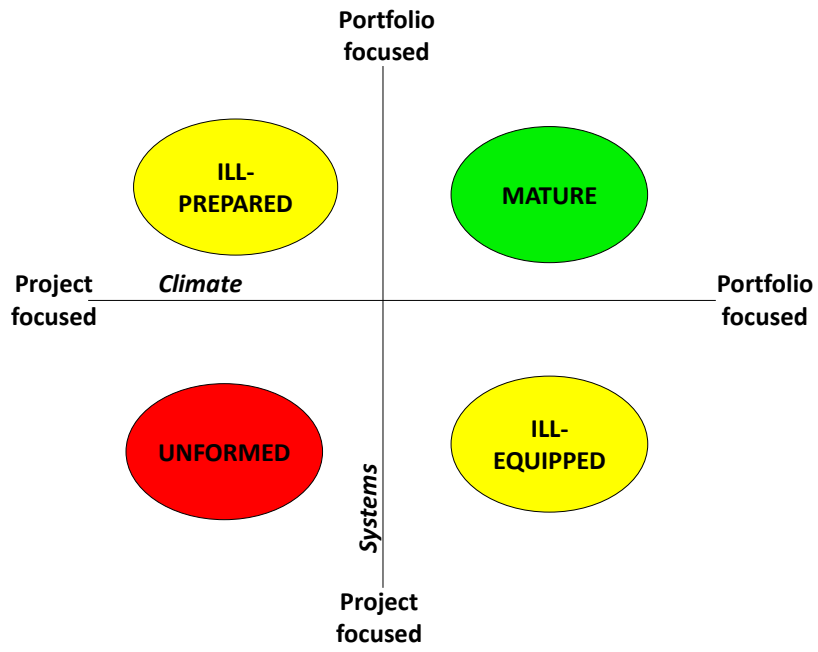 Portfolio
focused
ILL-
PREPARED
MATURE
Project
focused
Climate
Portfolio
focused
UNFORMED
ILL-
EQUIPPED
Systems
Project
focused